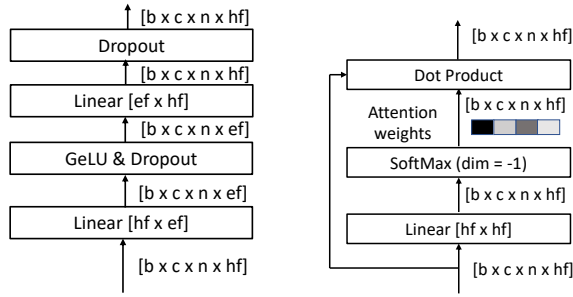 [b x c x n x hf]
Dropout
[b x c x n x hf]
Linear [ef x hf]
[b x c x n x ef]
GeLU & Dropout
[b x c x n x ef]
Linear [hf x ef]
[b x c x n x hf]
[b x c x n x hf]
Dot Product
Attention
weights
[b x c x n x hf]
SoftMax (dim = -1)
[b x c x n x hf]
Linear [hf x hf]
[b x c x n x hf]